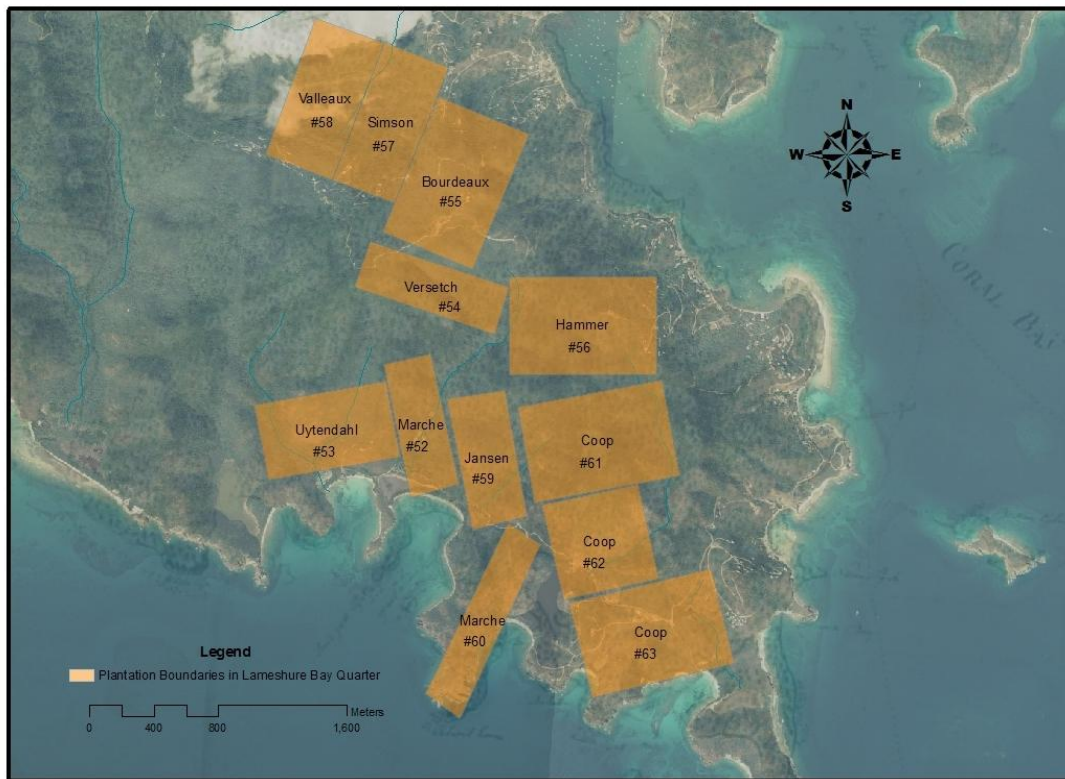 Valleaux
#58
Simson
#57
Bourdeaux
#55
Versetch
#54
Hammer
#56
Uytendahl
#53
Marche
#52
Jansen
#59
Coop
#61
Coop
#62
Marche
#60
Coop
#63
N
W E
S
CORAL
Legend
Plantation Boundaries in Lameshure Bay Quarter
Meters
0 400 800 1,600